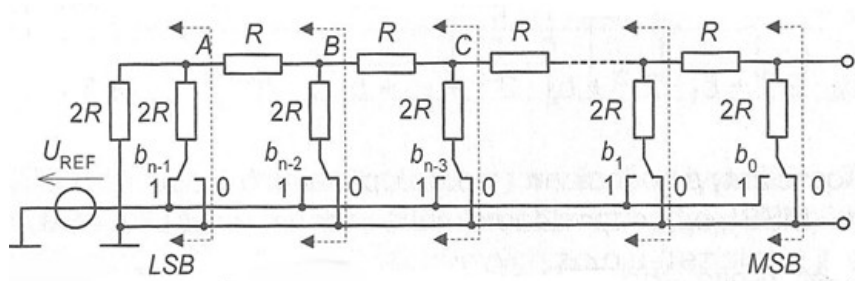 A R B R C R R
2R 2R 2R 2R 2R 2R
U_REF b_n-1 b_n-2 b_n-3 b_1 b_0
1 0 1 0 1 0 1 0 1 0
LSB MSB